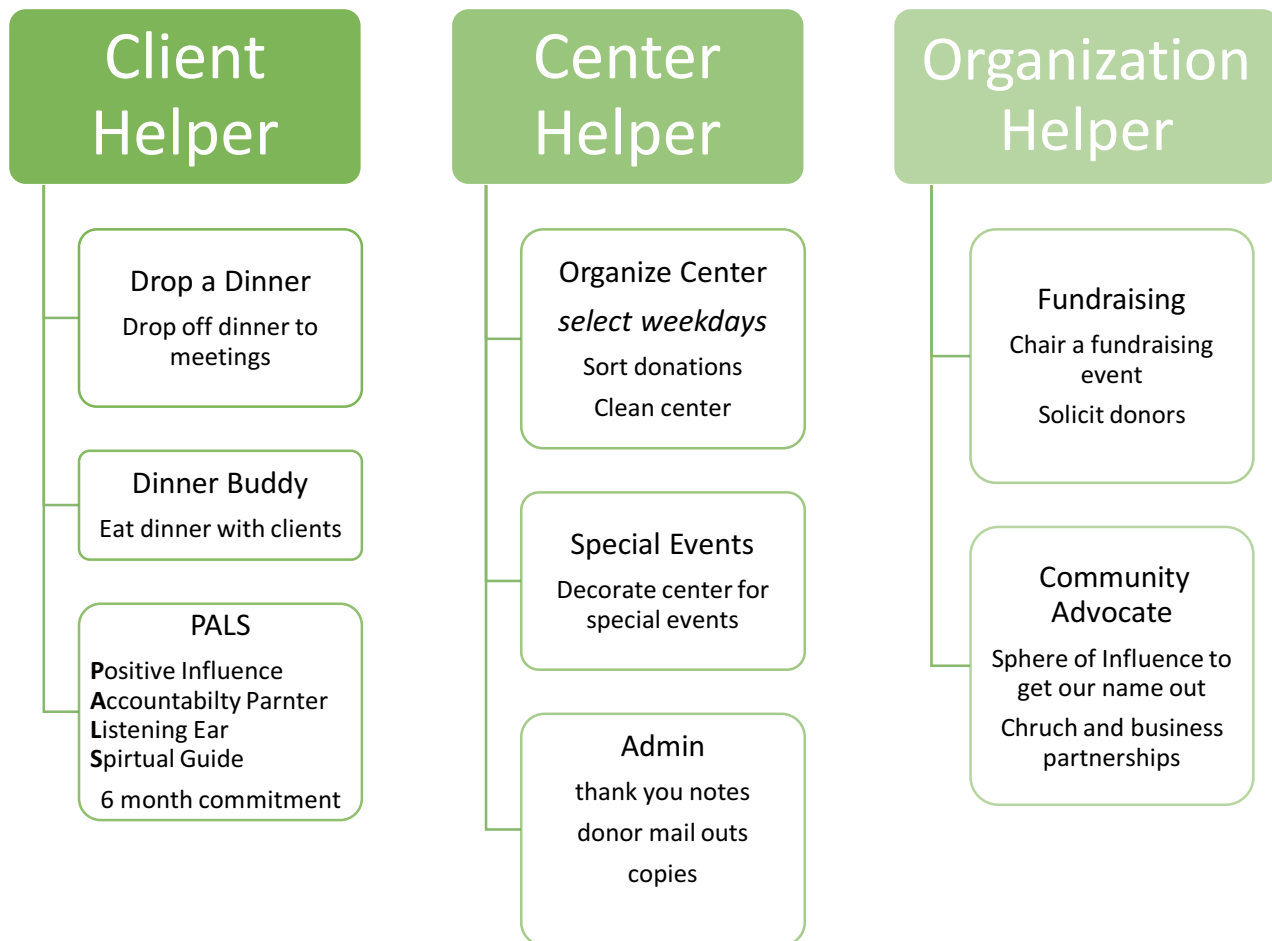 Client
Helper
Drop a Dinner
Drop off dinner to
meetings
Dinner Buddy
Eat dinner with clients
PALS
Positive Influence
Accountabilty Parnter
Listening Ear
Spirtual Guide
6 month commitment
Center
Helper
Organize Center
select weekdays
Sort donations
Clean center
Special Events
Decorate center for
special events
Admin
thank you notes
donor mail outs
copies
Organization
Helper
Fundraising
Chair a fundraising
event
Solicit donors
Community
Advocate
Sphere of Influence to
get our name out
Chruch and business
partnerships